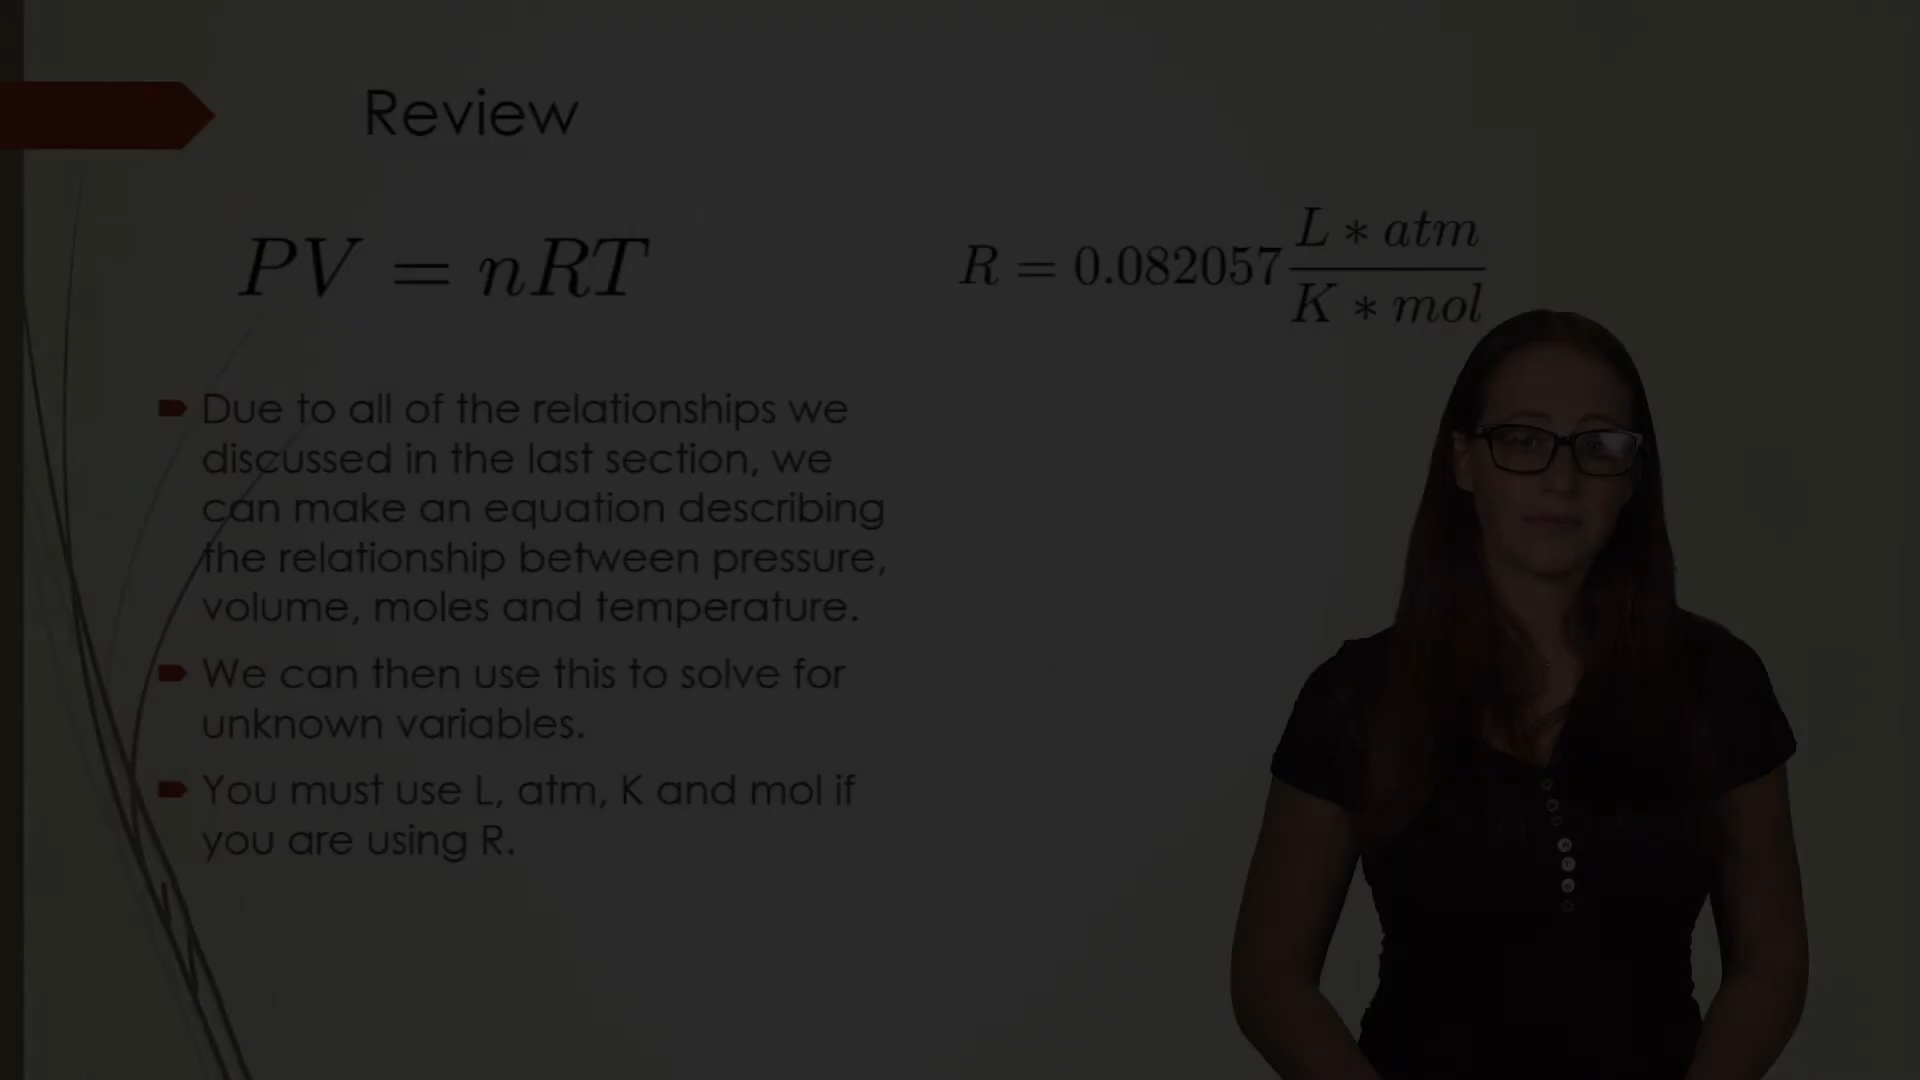 Review
PV = nRT
R = 0.082057 L * atm / K * mol
Due to all of the relationships we
discussed in the last section, we
can make an equation describing
the relationship between pressure,
volume, moles and temperature.
We can then use this to solve for
unknown variables.
You must use L, atm, K and mol if
you are using R.